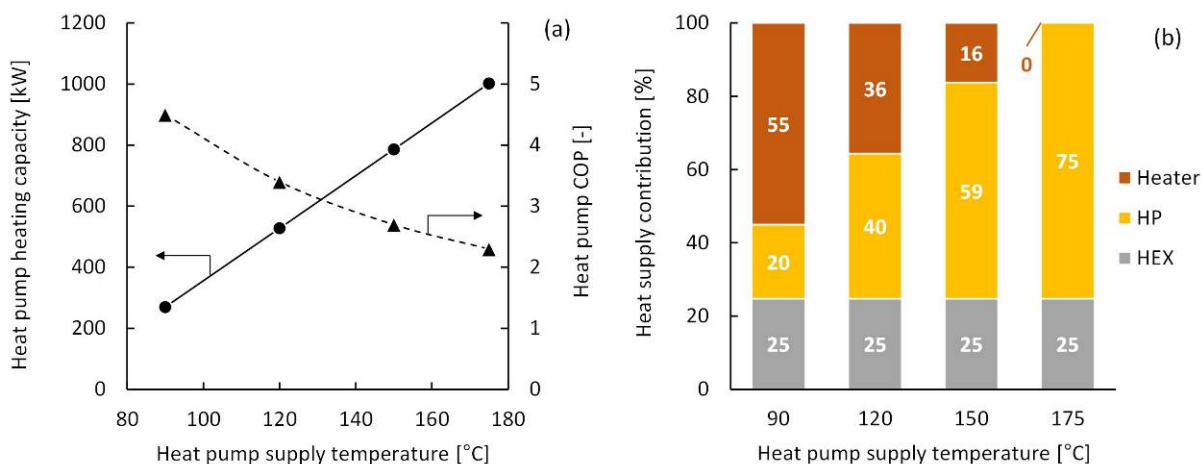 (a)
Heat pump heating capacity [kW]
1200
1000
800
600
400
200
0
Heat pump COP [-]
6
5
4
3
2
1
0
80 100 120 140 160 180
Heat pump supply temperature [°C]
(b)
Heat supply contribution [%]
100
80
60
40
20
0
55 36 16 0
20 40 59 75
25 25 25 25
90 120 150 175
Heat pump supply temperature [°C]
Heater
HP
HEX